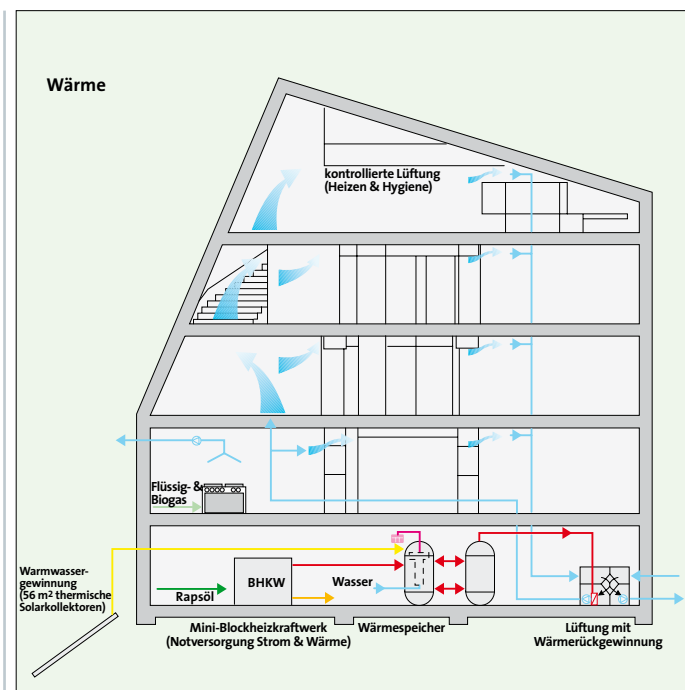 Wärme
kontrollierte Lüftung
(Heizen & Hygiene)
Flüssig- &
Biogas
Warmwasser-
gewinnung
(56 m² thermische
Solarkollektoren)
Rapsöl
BHKW
Wasser
Mini-Blockheizkraftwerk
(Notversorgung Strom & Wärme)
Wärmespeicher
Lüftung mit
Wärmerückgewinnung